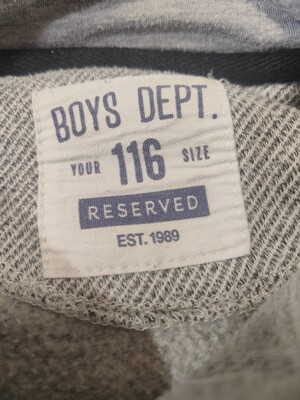 BOYS DEPT.
YOUR 116 SIZE
RESERVED
EST. 1989